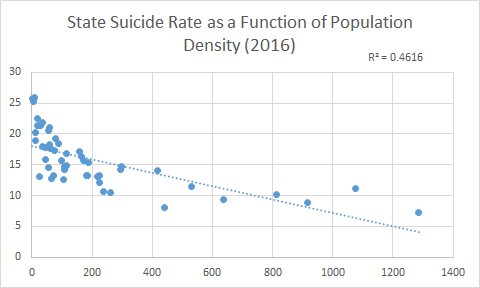 State Suicide Rate as a Function of Population
Density (2016)
R² = 0.4616
30
25
20
15
10
5
0
0 200 400 600 800 1000 1200 1400